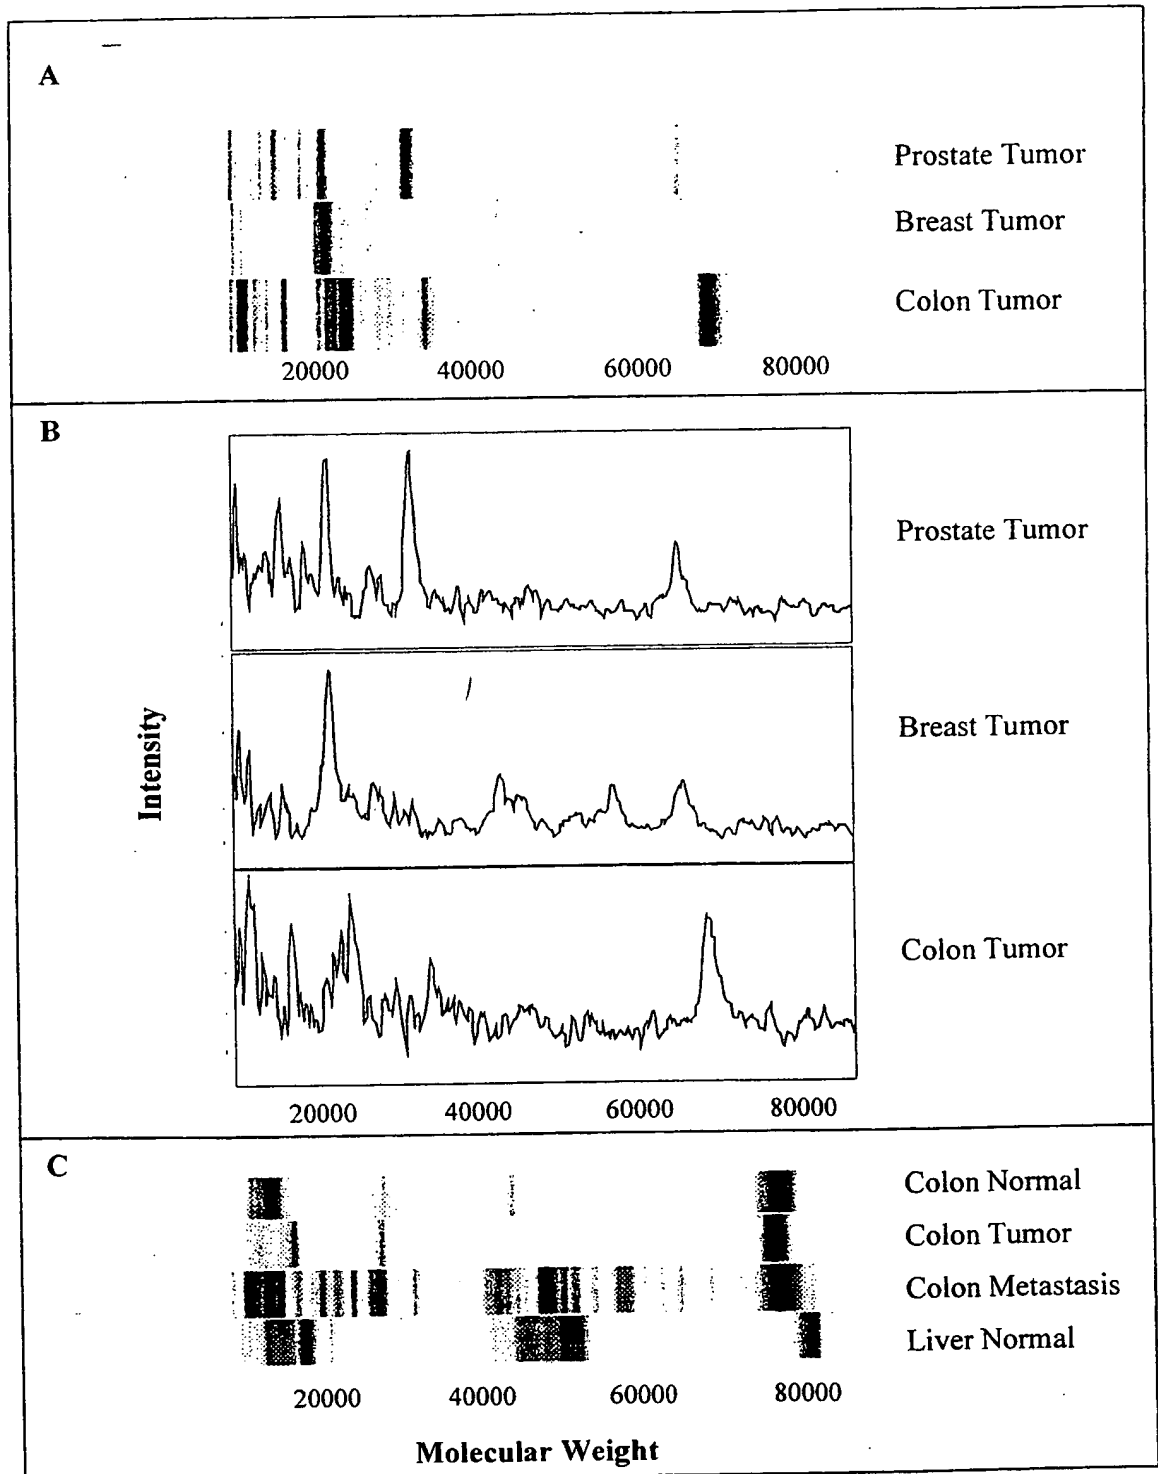 A
Prostate Tumor
Breast Tumor
Colon Tumor
20000 40000 60000 80000
B
Prostate Tumor
Breast Tumor
Intensity
Colon Tumor
20000 40000 60000 80000
C
Colon Normal
Colon Tumor
Colon Metastasis
Liver Normal
20000 40000 60000 80000
Molecular Weight